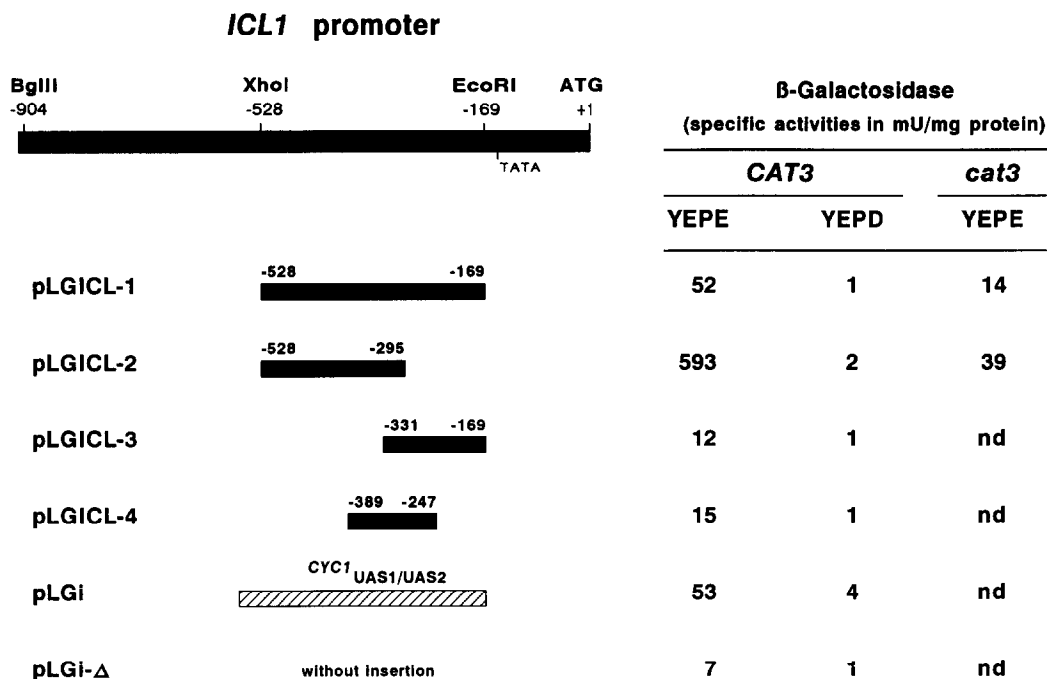 ICL1 promoter
BglII XhoI EcoRI ATG
-904 -528 -169 +1
TATA
ß-Galactosidase
(specific activities in mU/mg protein)
CAT3 cat3
YEPE YEPD YEPE
-528 -169
pLGICL-1 52 1 14
-528 -295
pLGICL-2 593 2 39
-331 -169
pLGICL-3 12 1 nd
-389 -247
pLGICL-4 15 1 nd
CYC1 UAS1/UAS2
pLGi 53 4 nd
pLGi-Δ without insertion 7 1 nd